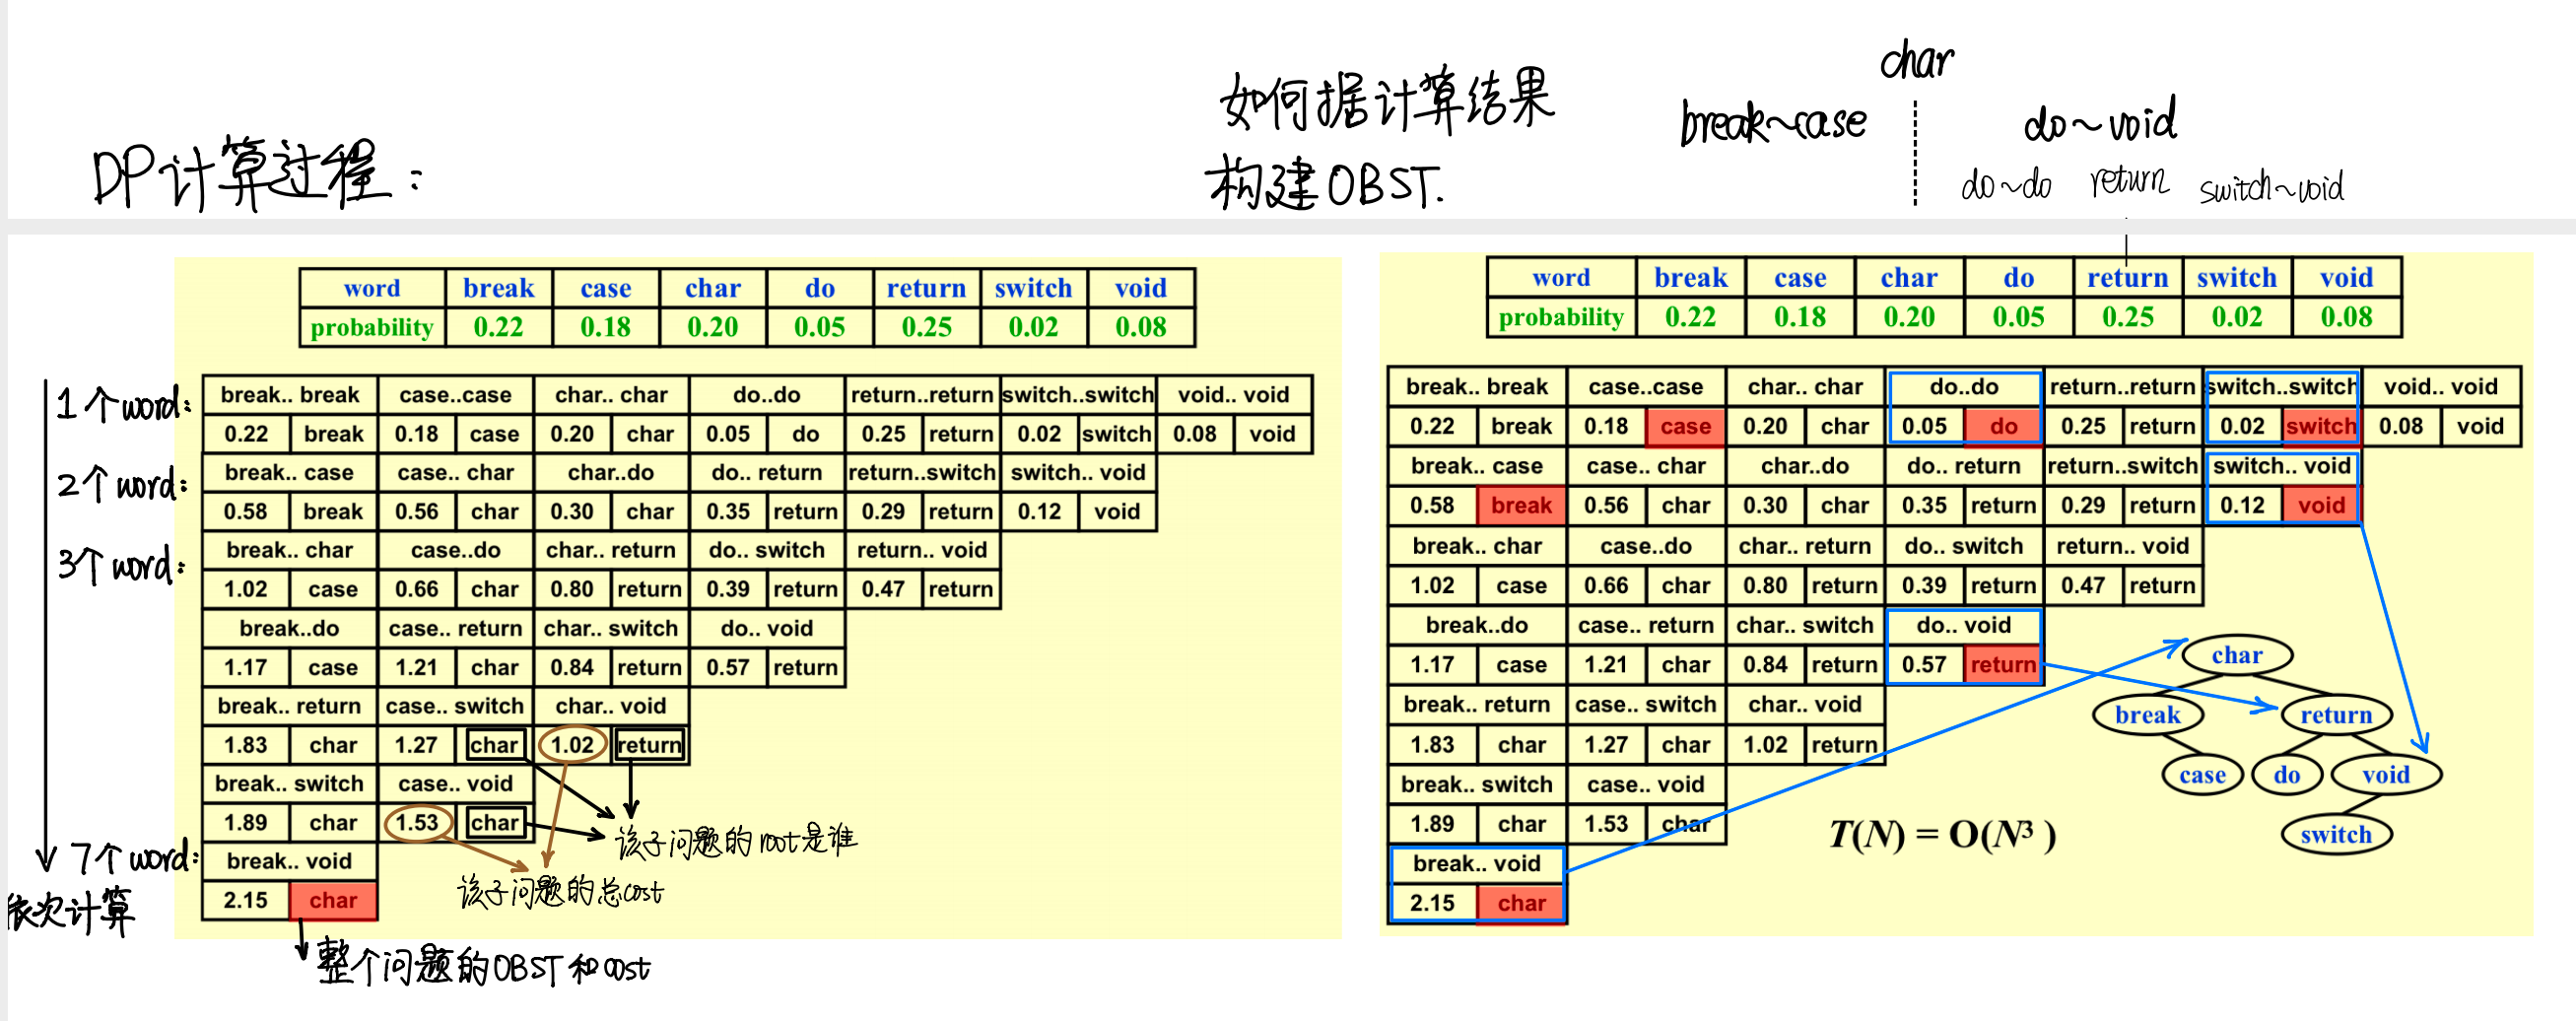 DP计算过程：
如何据计算结果
构建OBST.
char
break~case
do~void
do~do return switch~void
word break case char do return switch void
probability 0.22 0.18 0.20 0.05 0.25 0.02 0.08
1个word: break.. break case..case char.. char do..do return..return switch..switch void.. void
0.22 break 0.18 case 0.20 char 0.05 do 0.25 return 0.02 switch 0.08 void
2个word: break.. case case.. char char..do do.. return return..switch switch.. void
0.58 break 0.56 char 0.30 char 0.35 return 0.29 return 0.12 void
3个word: break.. char case..do char.. return do.. switch return.. void
1.02 case 0.66 char 0.80 return 0.39 return 0.47 return
break..do case.. return char.. switch do.. void
1.17 case 1.21 char 0.84 return 0.57 return
break.. return case.. switch char.. void
1.83 char 1.27 char 1.02 return
break.. switch case.. void
1.89 char 1.53 char
该子问题的root是谁
7个word: break.. void
该子问题的总cost
依次计算
2.15 char
整个问题的OBST和cost
word break case char do return switch void
probability 0.22 0.18 0.20 0.05 0.25 0.02 0.08
break.. break case..case char.. char do..do return..return switch..switch void.. void
0.22 break 0.18 case 0.20 char 0.05 do 0.25 return 0.02 switch 0.08 void
break.. case case.. char char..do do.. return return..switch switch.. void
0.58 break 0.56 char 0.30 char 0.35 return 0.29 return 0.12 void
break.. char case..do char.. return do.. switch return.. void
1.02 case 0.66 char 0.80 return 0.39 return 0.47 return
break..do case.. return char.. switch do.. void
1.17 case 1.21 char 0.84 return 0.57 return
break.. return case.. switch char.. void
1.83 char 1.27 char 1.02 return
break.. switch case.. void
1.89 char 1.53 char
break.. void
2.15 char
char
break return
case do void
switch
T(N) = O(N³ )